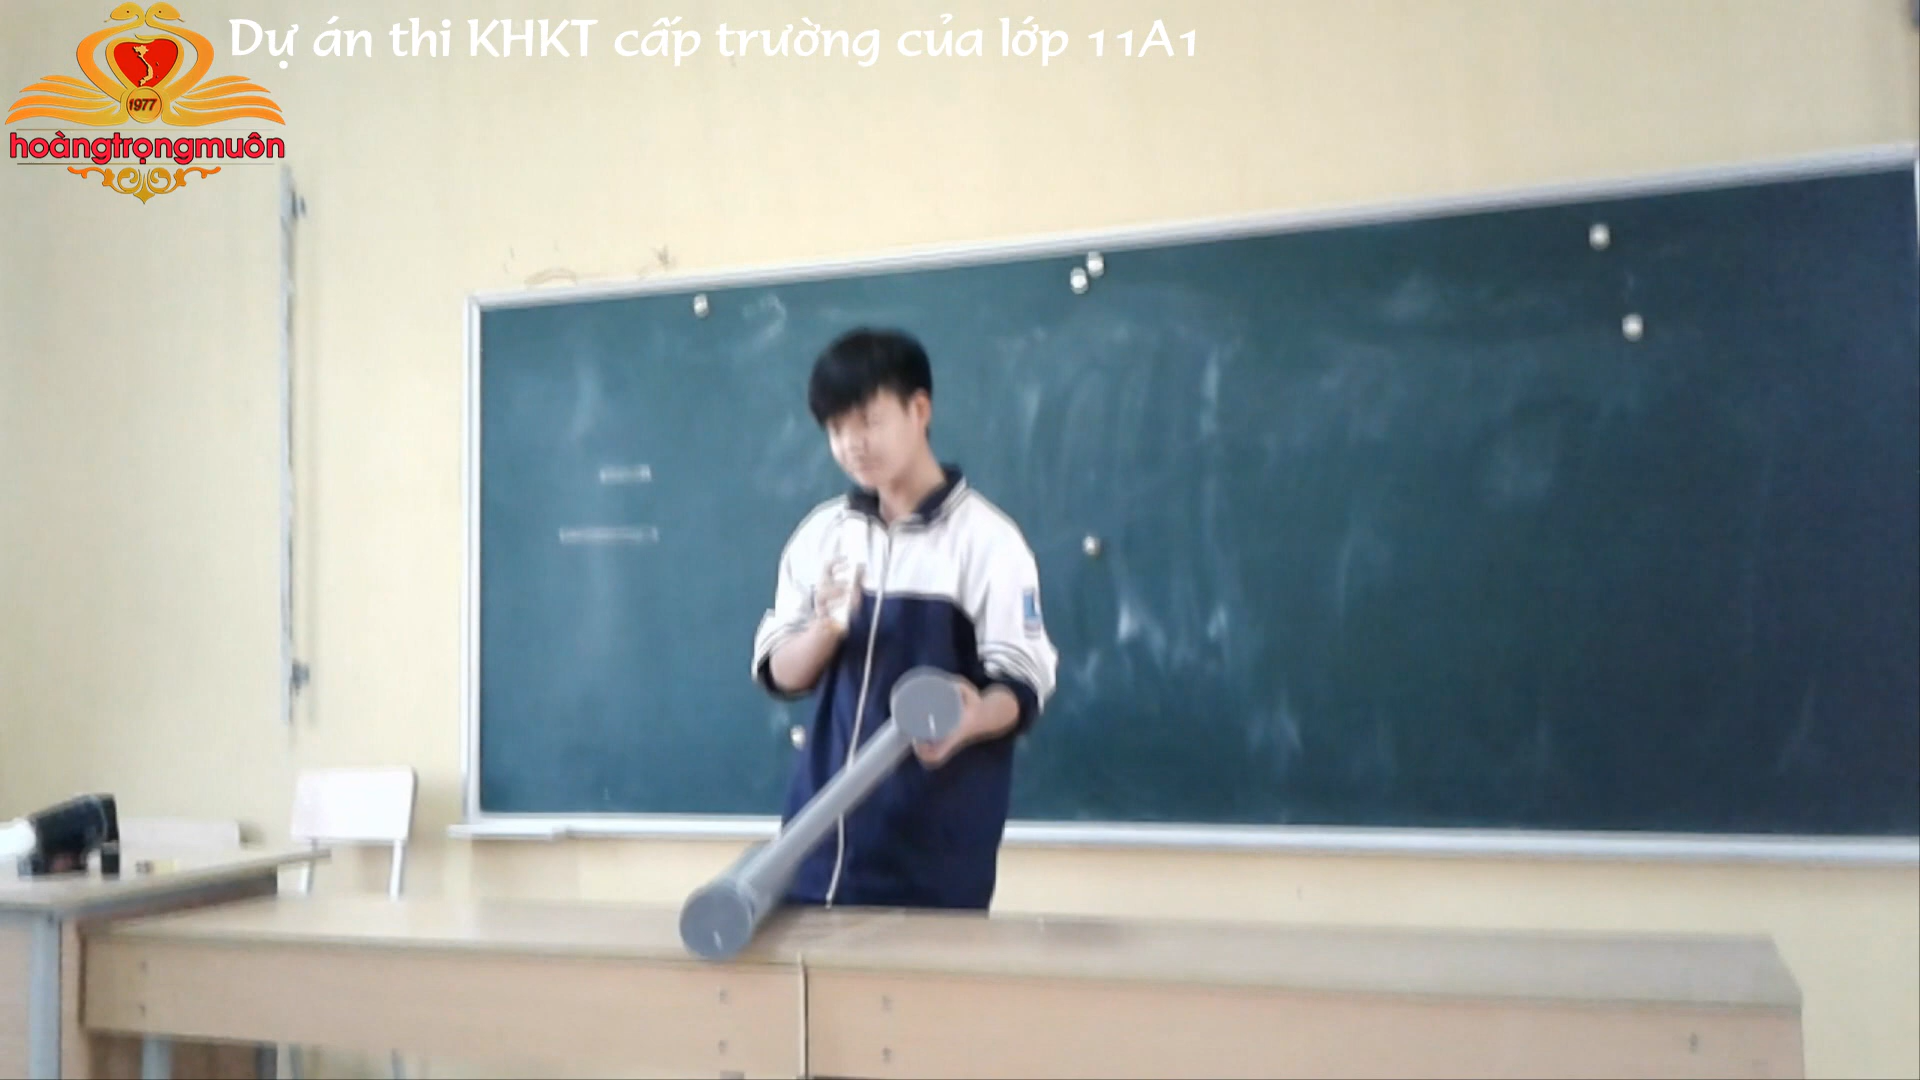 Dự án thi KHKT cấp trường của lớp 11A1
1977
hoàngtrọngmuôn